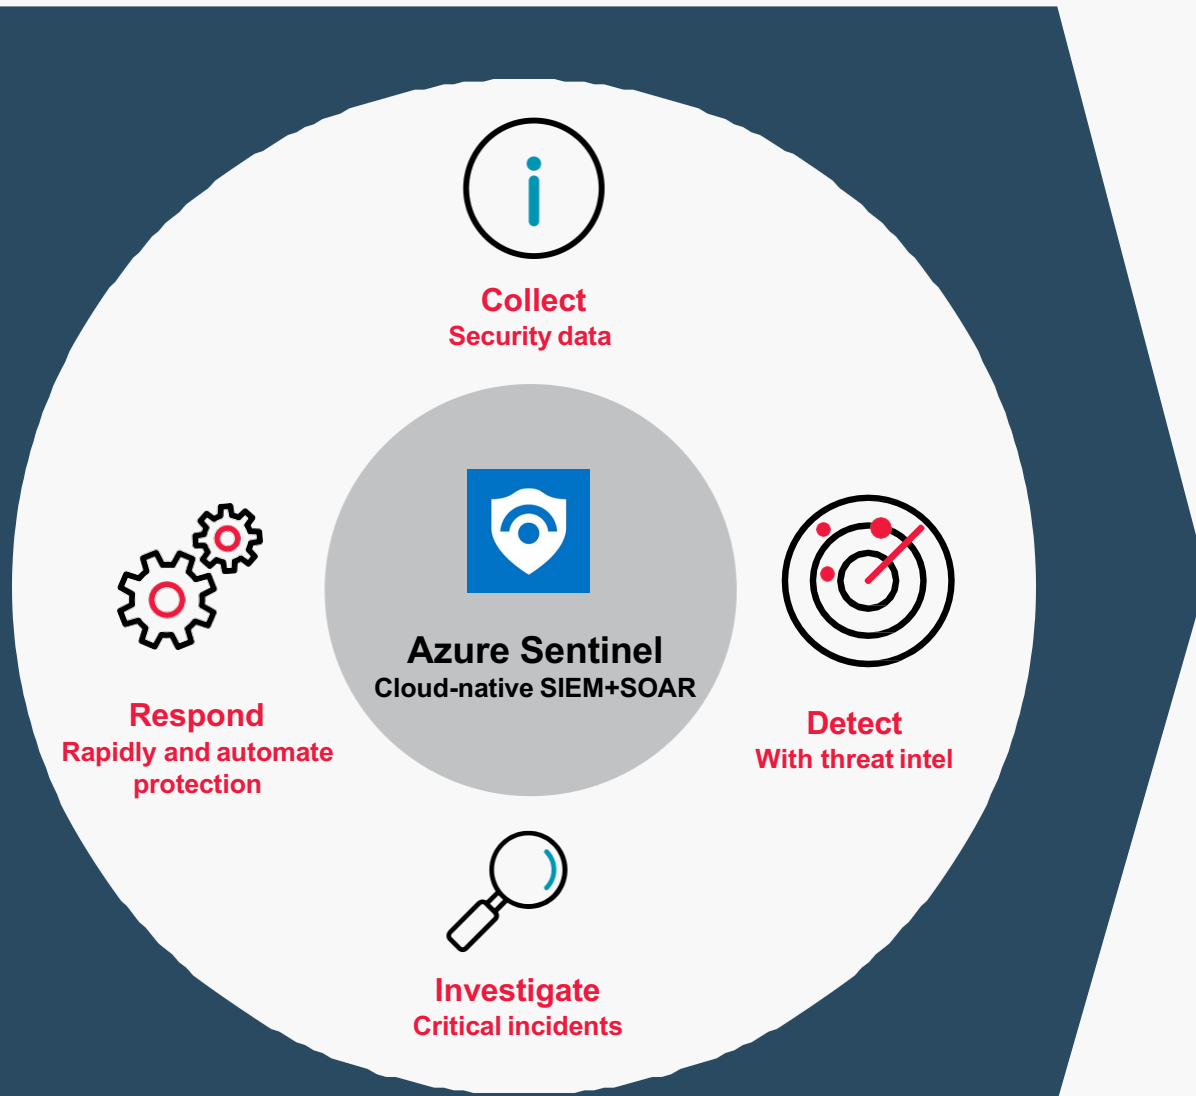 Collect
Security data
Azure Sentinel
Cloud-native SIEM+SOAR
Respond
Rapidly and automate
protection
Detect
With threat intel
Investigate
Critical incidents